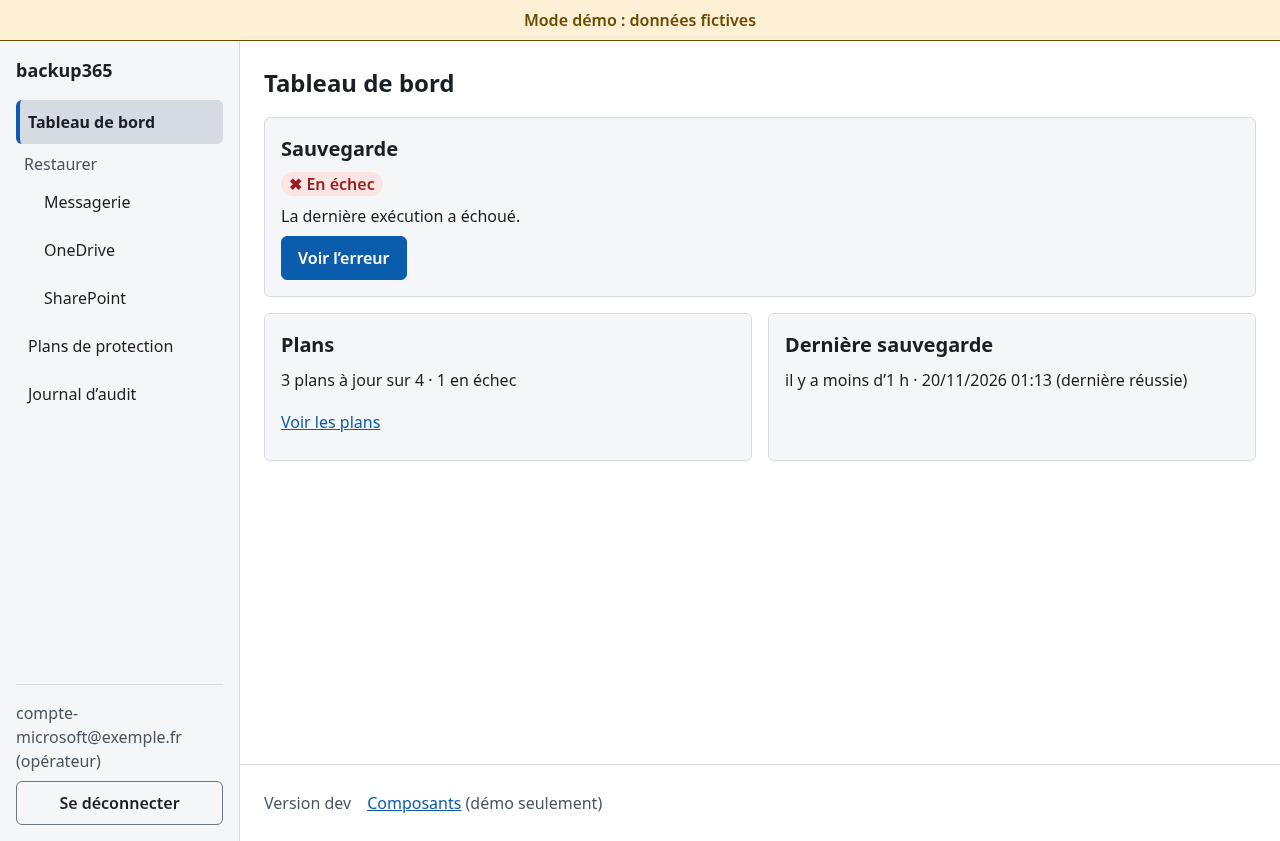 Mode démo : données fictives
backup365
Tableau de bord
Restaurer
Messagerie
OneDrive
SharePoint
Plans de protection
Journal d’audit
compte-
microsoft@exemple.fr
(opérateur)
Se déconnecter
Tableau de bord
Sauvegarde
✖ En échec
La dernière exécution a échoué.
Voir l’erreur
Plans
3 plans à jour sur 4 · 1 en échec
Voir les plans
Dernière sauvegarde
il y a moins d’1 h · 20/11/2026 01:13 (dernière réussie)
Version dev Composants (démo seulement)